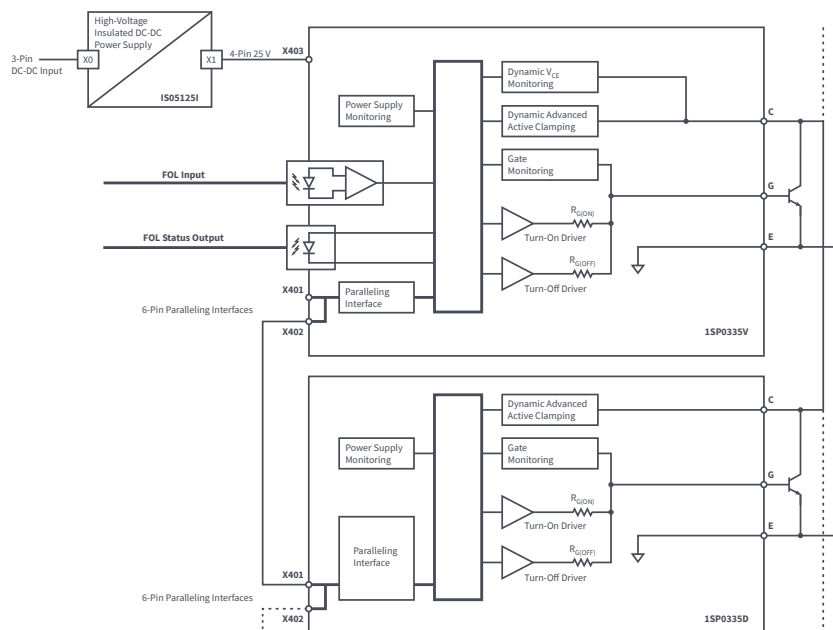 High-Voltage
Insulated DC-DC
Power Supply
3-Pin
DC-DC Input
X0
X1
4-Pin 25 V
X403
IS05125I
Dynamic VCE
Monitoring
Power Supply
Monitoring
Dynamic Advanced
Active Clamping
C
Gate
Monitoring
FOL Input
G
RG(ON)
Turn-On Driver
FOL Status Output
E
RG(OFF)
Turn-Off Driver
X401
Paralleling
Interface
6-Pin Paralleling Interfaces
X402
1SP0335V
Dynamic Advanced
Active Clamping
C
Power Supply
Monitoring
Gate
Monitoring
G
RG(ON)
Turn-On Driver
E
Paralleling
Interface
RG(OFF)
Turn-Off Driver
X401
6-Pin Paralleling Interfaces
X402
1SP0335D